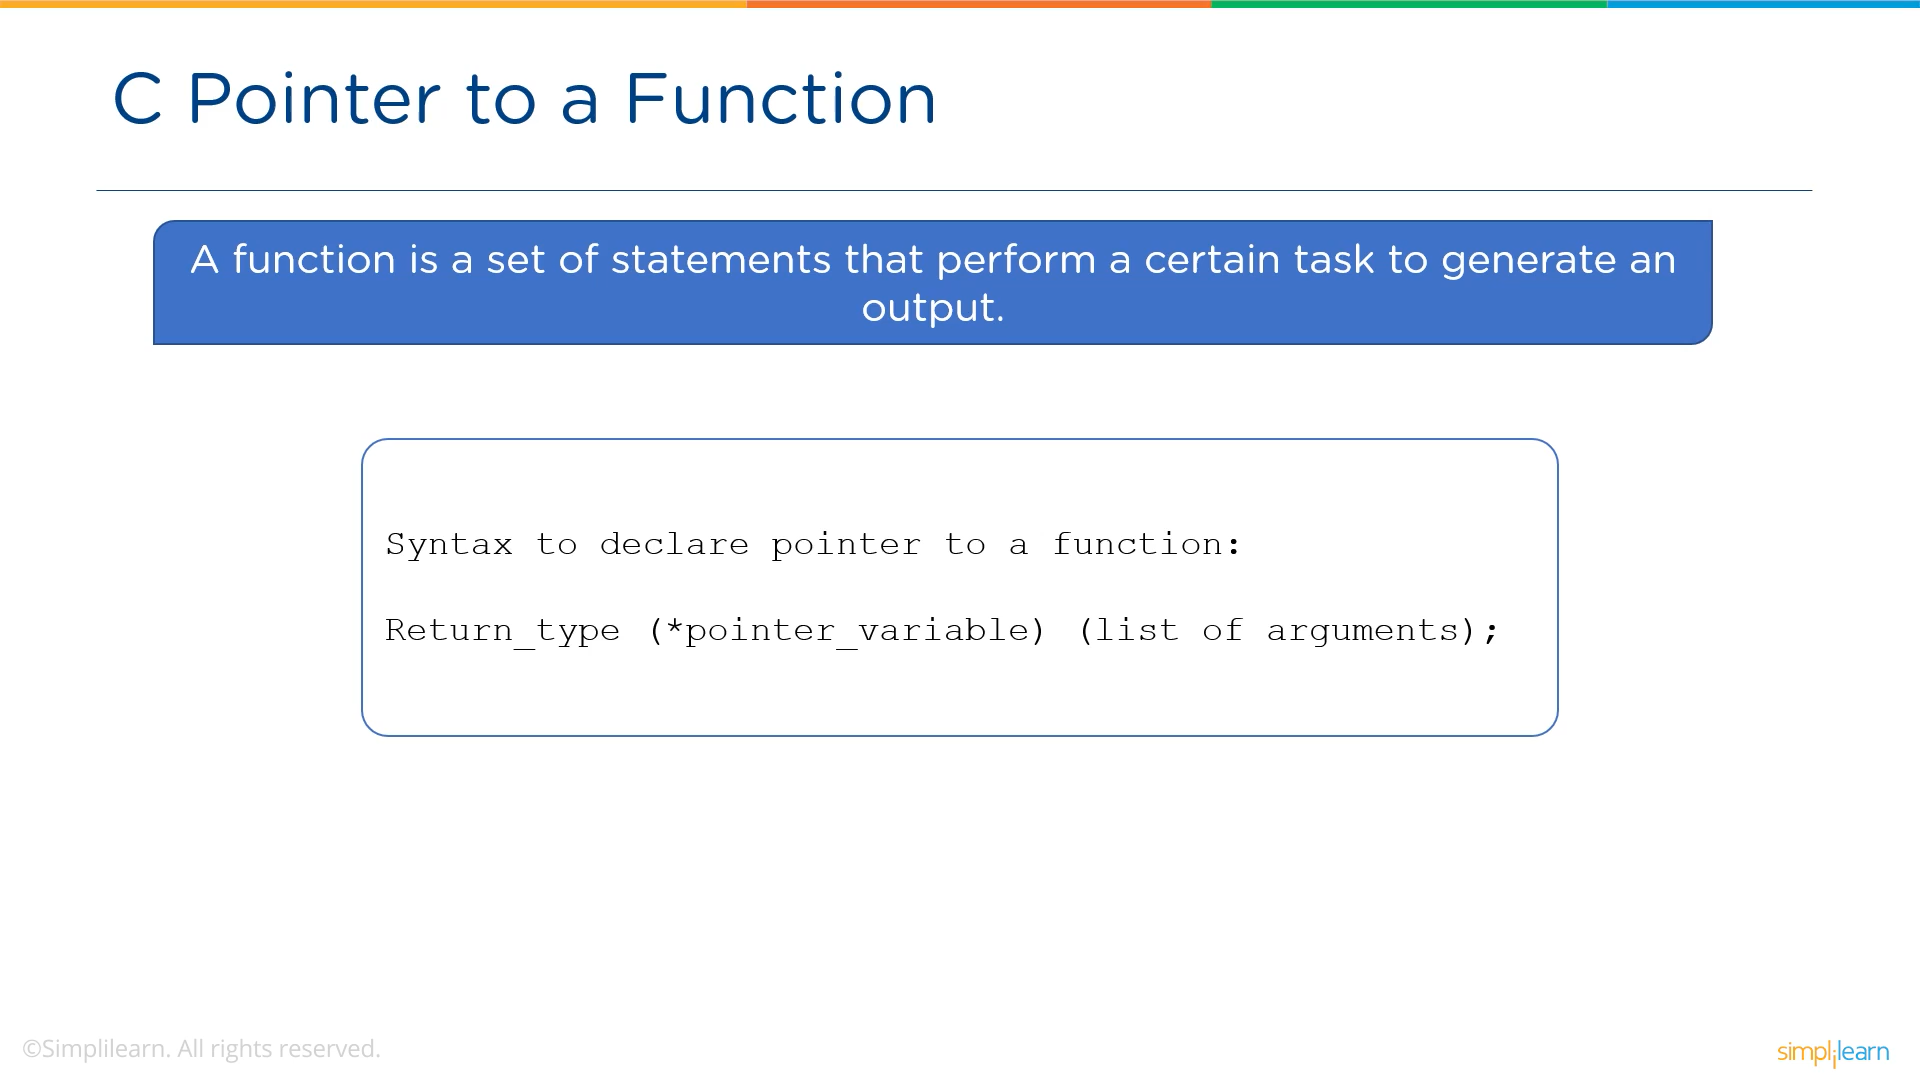 C Pointer to a Function
A function is a set of statements that perform a certain task to generate an
output.
Syntax to declare pointer to a function:
Return_type (*pointer_variable) (list of arguments);
©Simplilearn. All rights reserved.
simplilearn